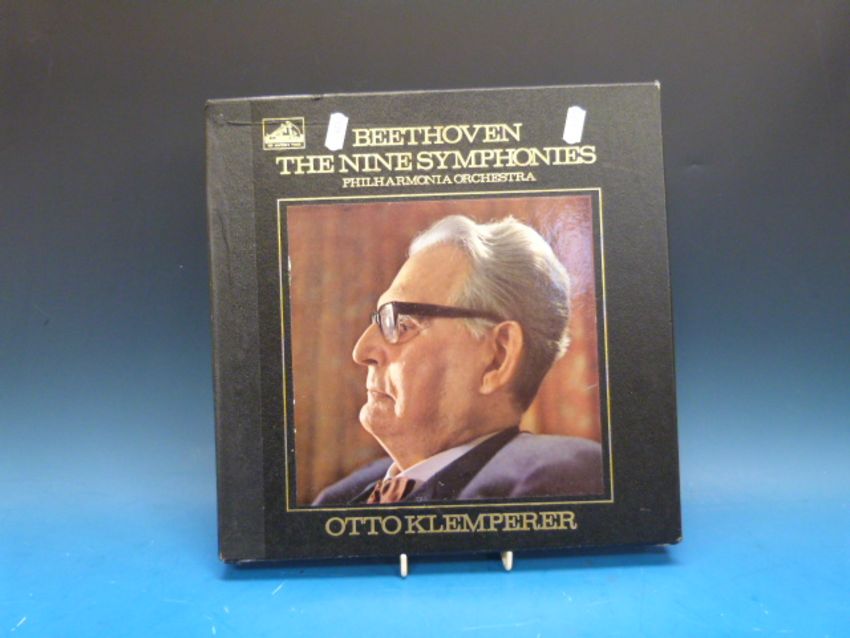 BEETHOVEN
THE NINE SYMPHONIES
PHILHARMONIA ORCHESTRA
OTTO KLEMPERER